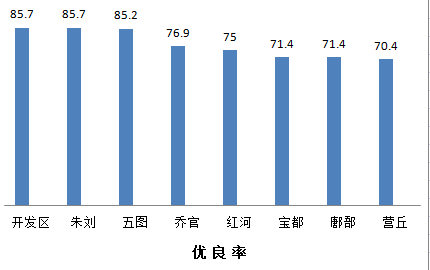 85.7 85.7 85.2 76.9 75 71.4 71.4 70.4
开发区 朱刘 五图 乔官 红河 宝都 鄌郚 营丘
优良率